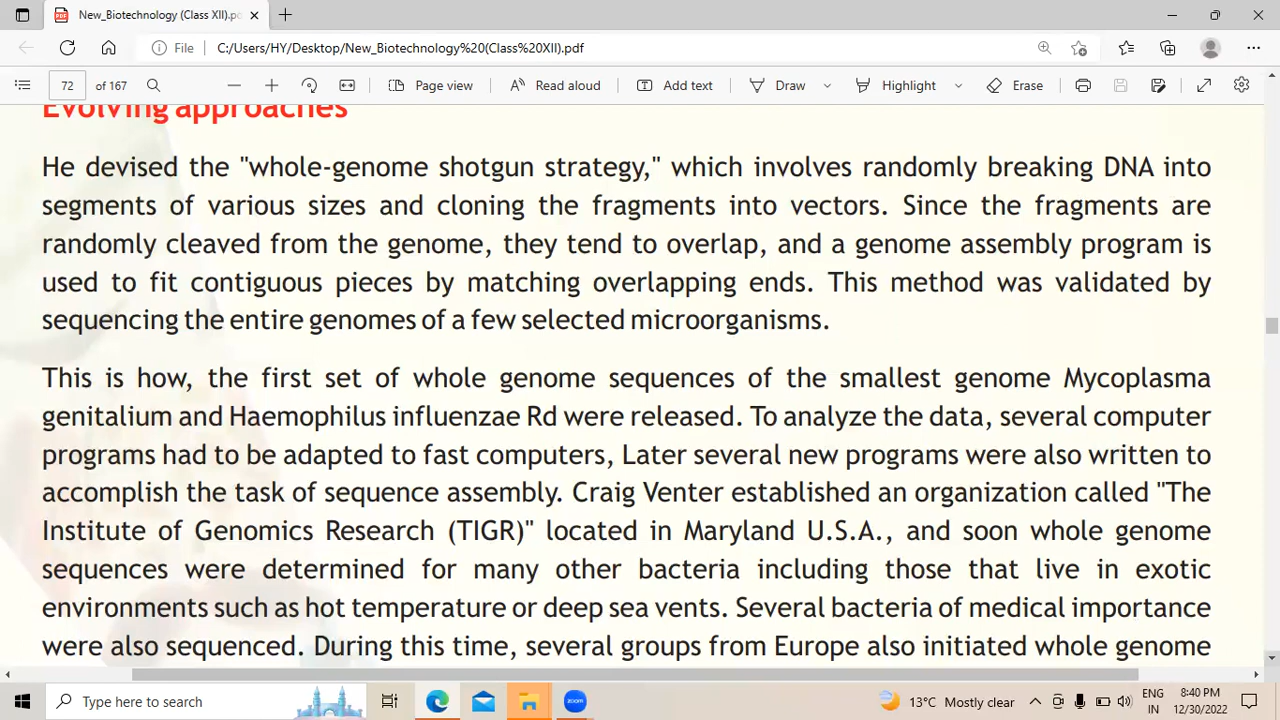 New_Biotechnology (Class XII).pdf
File C:/Users/HY/Desktop/New_Biotechnology%20(Class%20XII).pdf
72 of 167 Page view Read aloud Add text Draw Highlight Erase
Evolving approaches
He devised the "whole-genome shotgun strategy," which involves randomly breaking DNA into
segments of various sizes and cloning the fragments into vectors. Since the fragments are
randomly cleaved from the genome, they tend to overlap, and a genome assembly program is
used to fit contiguous pieces by matching overlapping ends. This method was validated by
sequencing the entire genomes of a few selected microorganisms.
This is how, the first set of whole genome sequences of the smallest genome Mycoplasma
genitalium and Haemophilus influenzae Rd were released. To analyze the data, several computer
programs had to be adapted to fast computers, Later several new programs were also written to
accomplish the task of sequence assembly. Craig Venter established an organization called "The
Institute of Genomics Research (TIGR)" located in Maryland U.S.A., and soon whole genome
sequences were determined for many other bacteria including those that live in exotic
environments such as hot temperature or deep sea vents. Several bacteria of medical importance
were also sequenced. During this time, several groups from Europe also initiated whole genome
Type here to search
zoom
13°C Mostly clear
ENG
IN
8:40 PM
12/30/2022